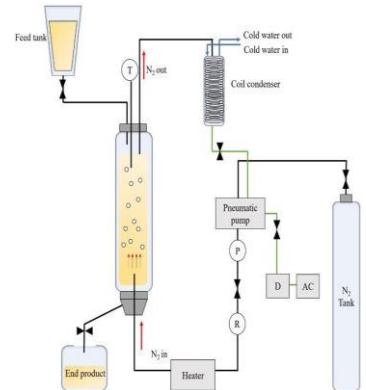 Cold water out
Cold water in
Feed tank
T
N₂ out
Coil condenser
Pneumatic
pump
P
D
AC
N₂
Tank
R
End product
N₂ in
Heater